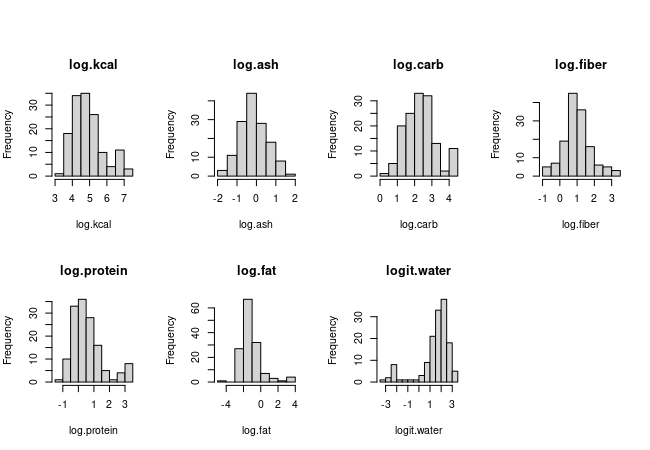 log.kcal
log.ash
log.carb
log.fiber
Frequency
0 10 30
3 4 5 6 7
log.kcal
Frequency
0 10 30
-2 -1 0 1 2
log.ash
Frequency
0 10 30
0 1 2 3 4
log.carb
Frequency
0 10 30
-1 0 1 2 3
log.fiber
log.protein
log.fat
logit.water
Frequency
0 10 20 30
-1 1 2 3
log.protein
Frequency
0 20 40 60
-4 0 2 4
log.fat
Frequency
0 10 20 30
-3 -1 1 3
logit.water